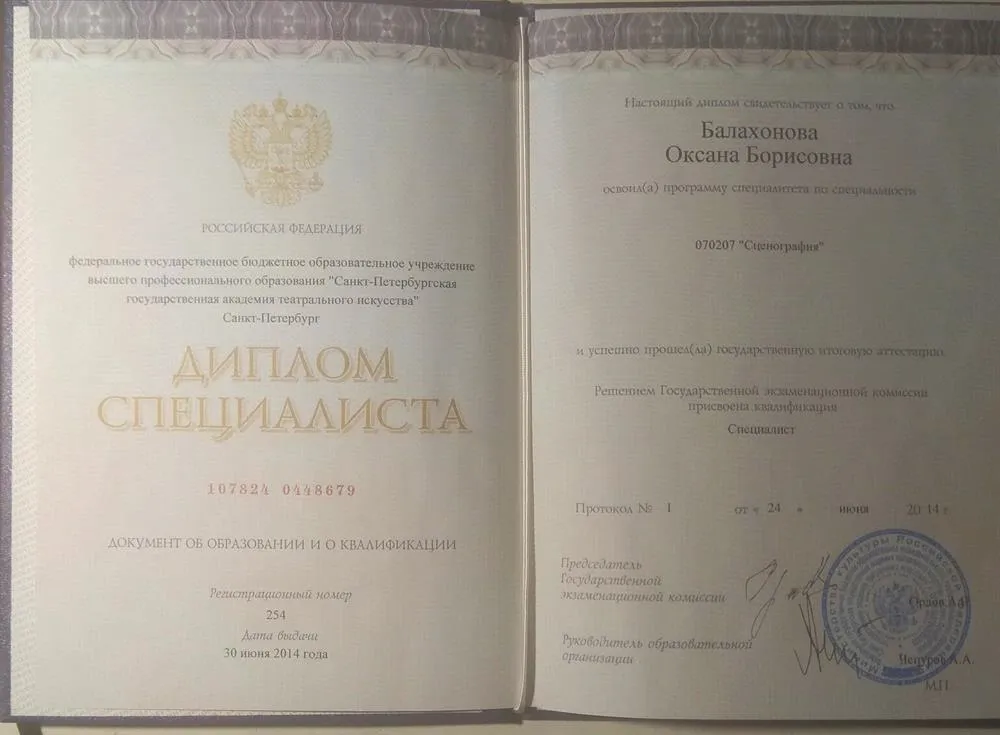 РОССИЙСКАЯ ФЕДЕРАЦИЯ
федеральное государственное бюджетное образовательное учреждение
высшего профессионального образования "Санкт-Петербургская
государственная академия театрального искусства"
Санкт-Петербург
ДИПЛОМ
СПЕЦИАЛИСТА
107824 0448679
ДОКУМЕНТ ОБ ОБРАЗОВАНИИ И О КВАЛИФИКАЦИИ
Регистрационный номер
254
Дата выдачи
30 июня 2014 года
Настоящий диплом свидетельствует о том, что
Балахонова
Оксана Борисовна
освоил(а) программу специалитета по специальности
070207 "Сценография"
и успешно прошел(ла) государственную итоговую аттестацию
Решением Государственной экзаменационной комиссии
присвоена квалификация
Специалист
Протокол № 1 от « 24 » июня 2014 г.
Председатель
Государственной
экзаменационной комиссии
Орлов
Руководитель образовательной
организации
Чепуров А.А.
М.П.